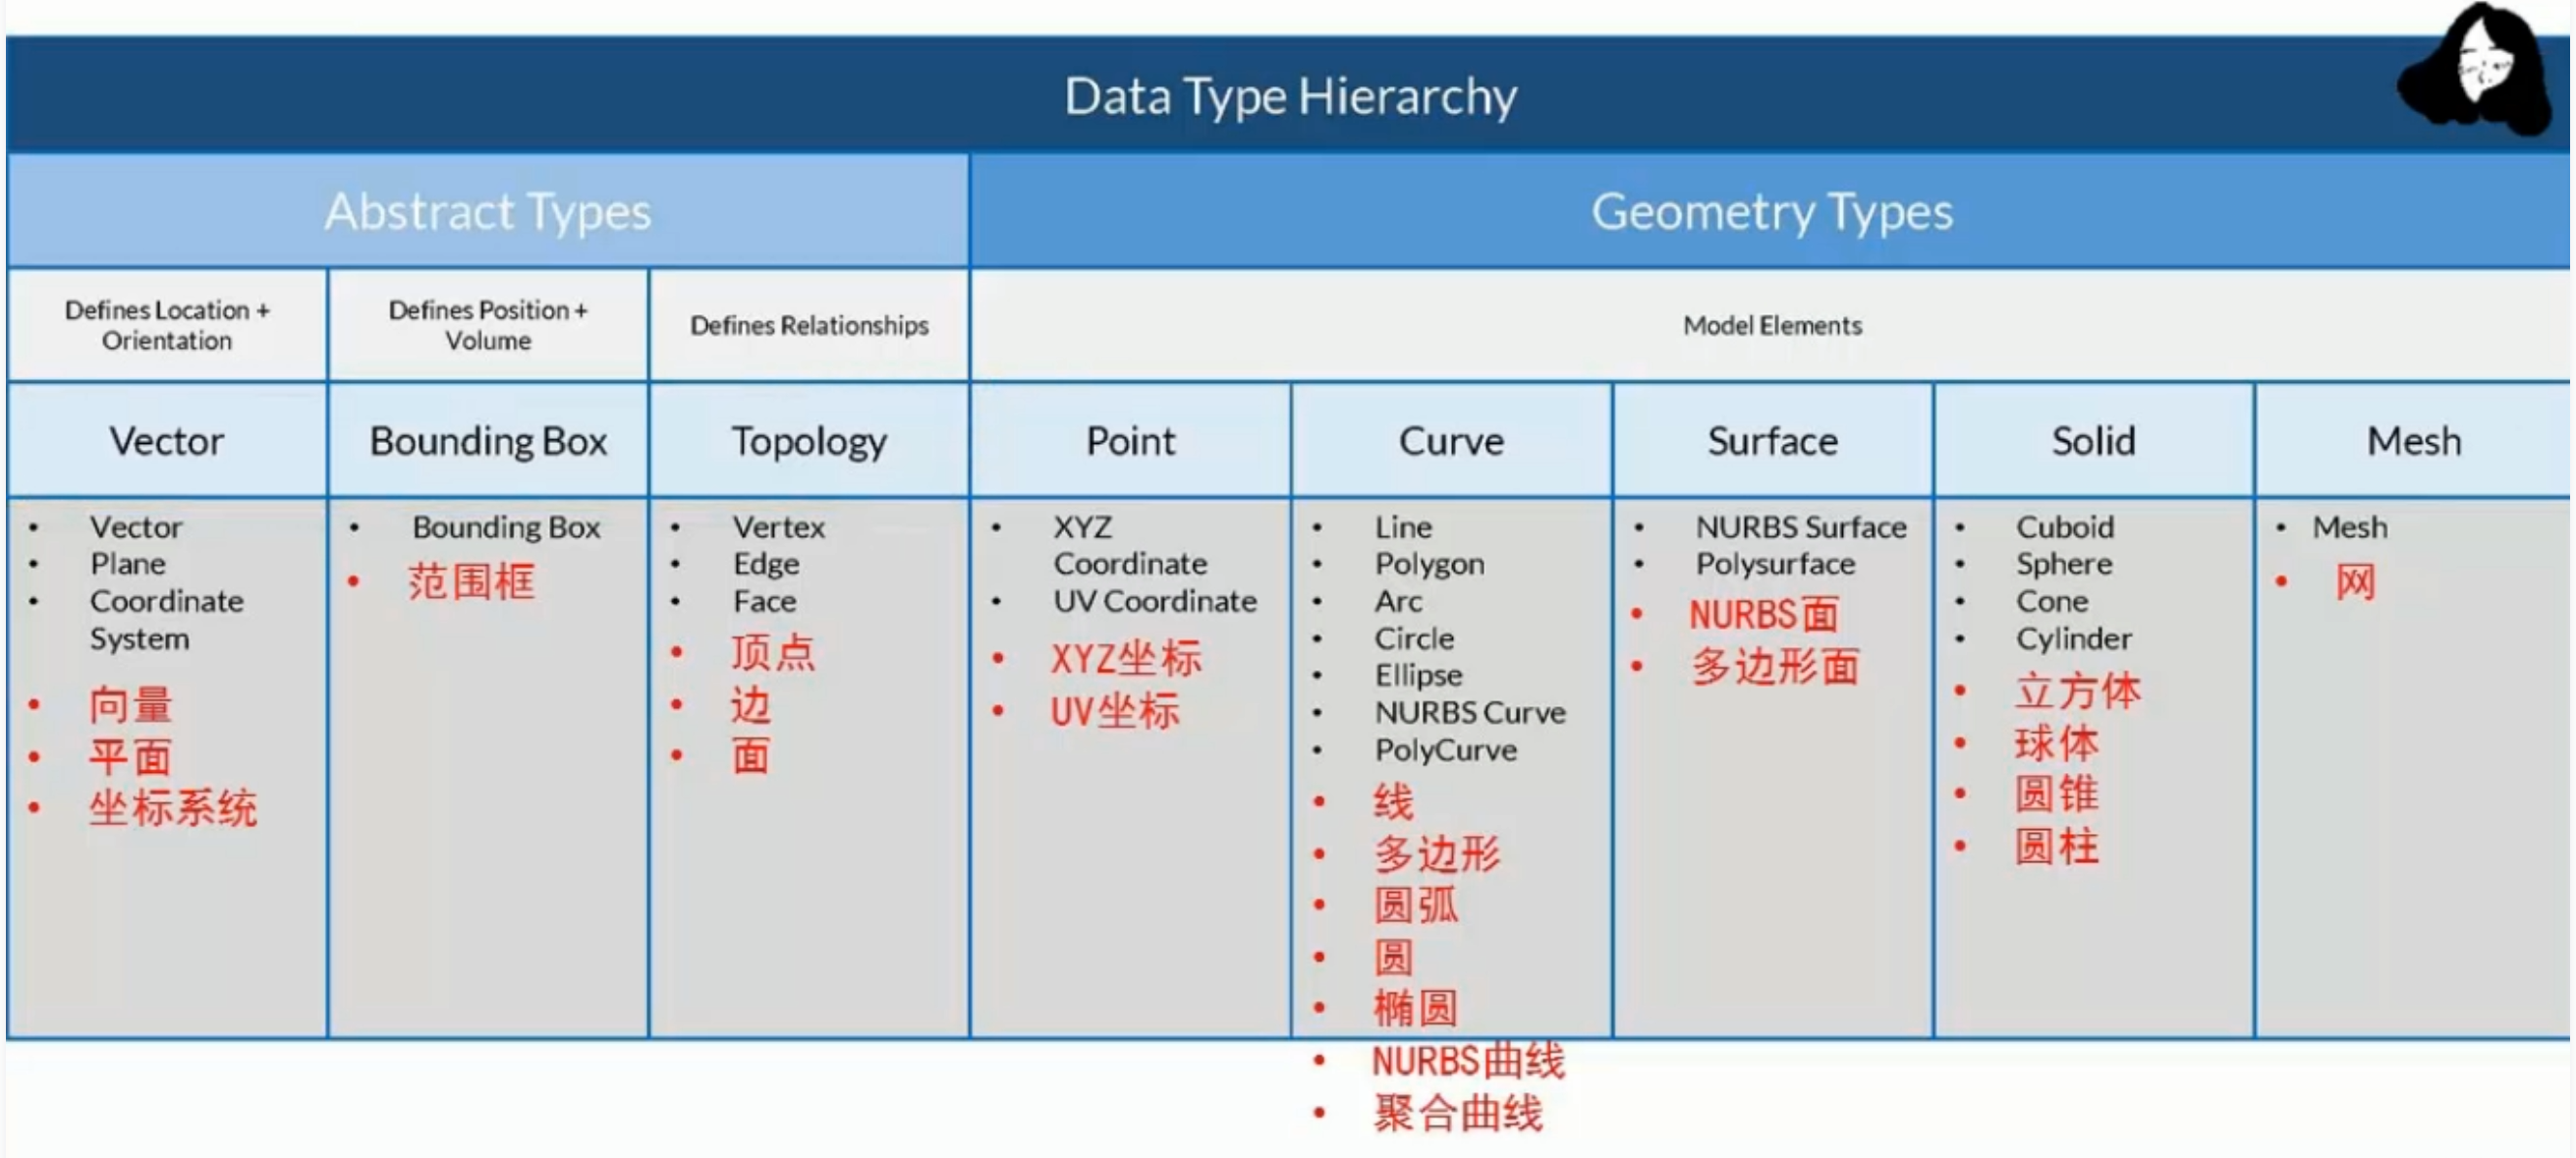 Data Type Hierarchy
Abstract Types
Geometry Types
Defines Location +
Orientation
Defines Position +
Volume
Defines Relationships
Model Elements
Vector
Bounding Box
Topology
Point
Curve
Surface
Solid
Mesh
• Vector
• Plane
• Coordinate
System
• 向量
• 平面
• 坐标系统
• Bounding Box
• 范围框
• Vertex
• Edge
• Face
• 顶点
• 边
• 面
• XYZ
Coordinate
• UV Coordinate
• XYZ坐标
• UV坐标
• Line
• Polygon
• Arc
• Circle
• Ellipse
• NURBS Curve
• PolyCurve
• 线
• 多边形
• 圆弧
• 圆
• 椭圆
• NURBS曲线
• 聚合曲线
• NURBS Surface
• Polysurface
• NURBS面
• 多边形面
• Cuboid
• Sphere
• Cone
• Cylinder
• 立方体
• 球体
• 圆锥
• 圆柱
• Mesh
• 网